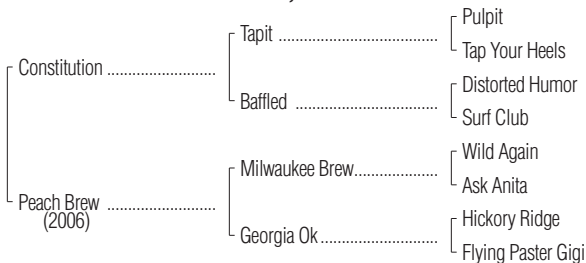 Pulpit
Tapit
Tap Your Heels
Constitution
Distorted Humor
Baffled
Surf Club
Wild Again
Milwaukee Brew
Ask Anita
Peach Brew
(2006)
Hickory Ridge
Georgia Ok
Flying Paster Gigi